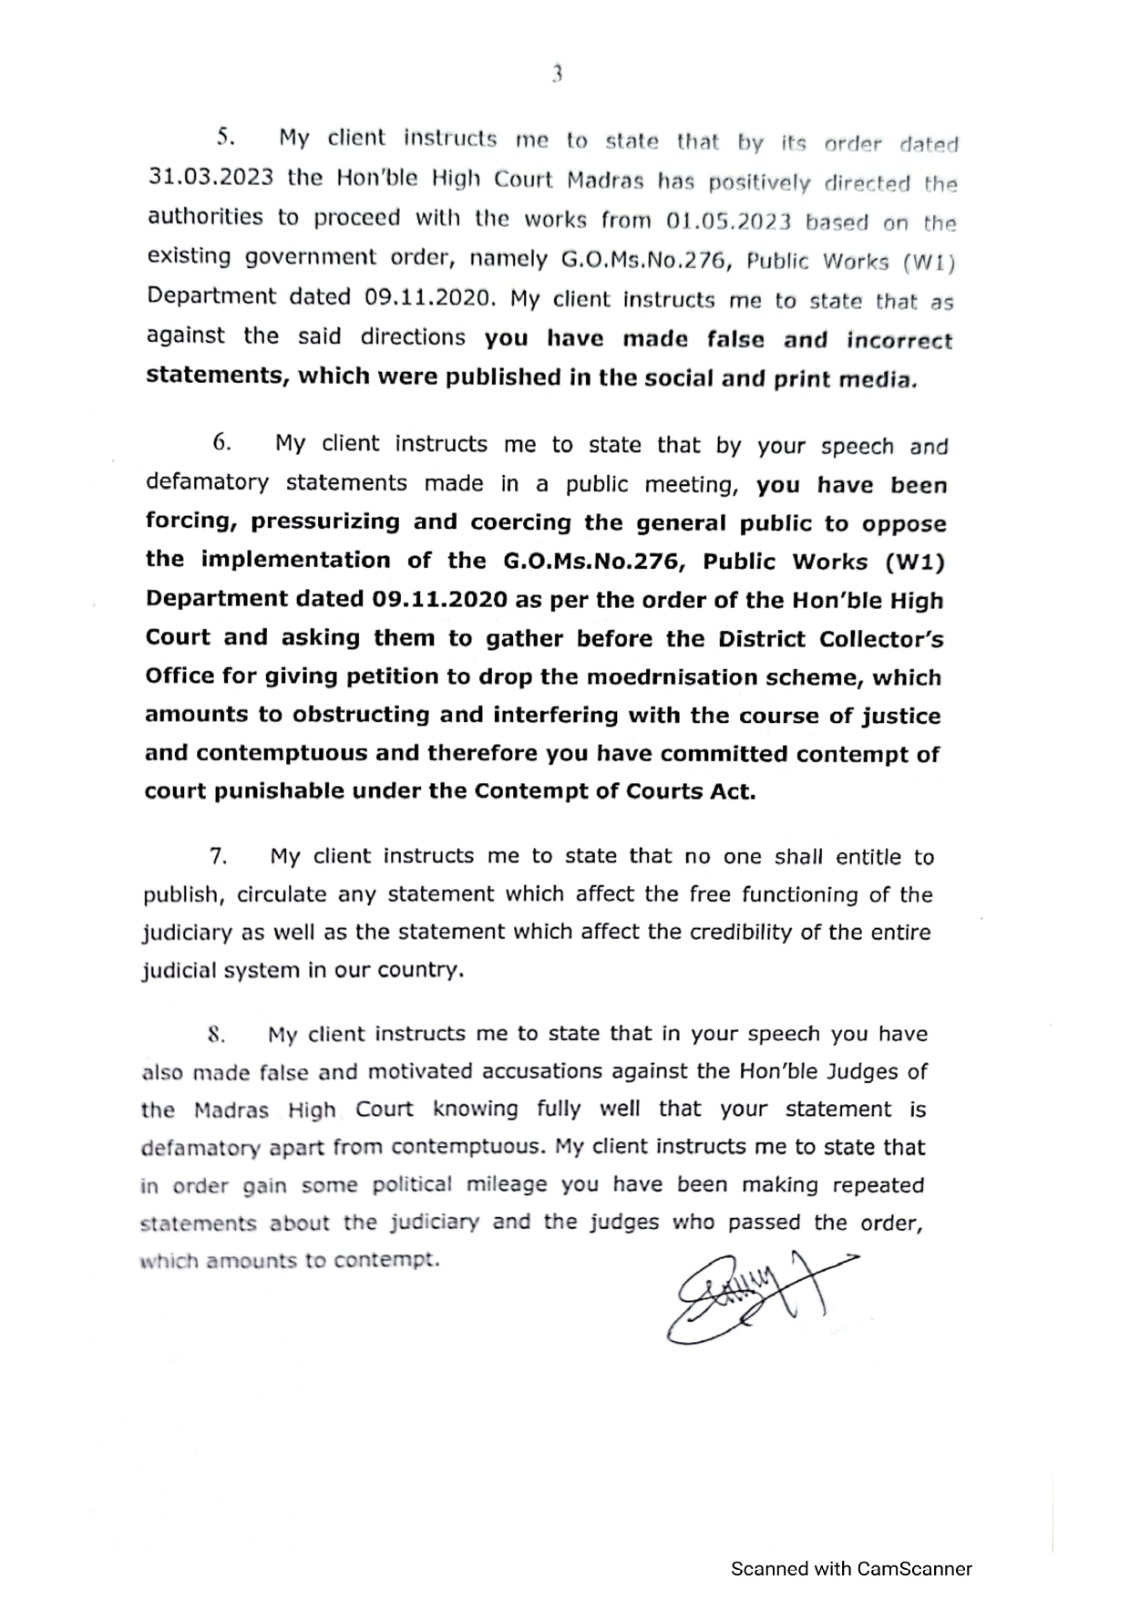 3
5. My client instructs me to state that by its order dated
31.03.2023 the Hon'ble High Court Madras has positively directed the
authorities to proceed with the works from 01.05.2023 based on the
existing government order, namely G.O.Ms.No.276, Public Works (W1)
Department dated 09.11.2020. My client instructs me to state that as
against the said directions you have made false and incorrect
statements, which were published in the social and print media.
6. My client instructs me to state that by your speech and
defamatory statements made in a public meeting, you have been
forcing, pressurizing and coercing the general public to oppose
the implementation of the G.O.Ms.No.276, Public Works (W1)
Department dated 09.11.2020 as per the order of the Hon'ble High
Court and asking them to gather before the District Collector's
Office for giving petition to drop the moedrnisation scheme, which
amounts to obstructing and interfering with the course of justice
and contemptuous and therefore you have committed contempt of
court punishable under the Contempt of Courts Act.
7. My client instructs me to state that no one shall entitle to
publish, circulate any statement which affect the free functioning of the
judiciary as well as the statement which affect the credibility of the entire
judicial system in our country.
8. My client instructs me to state that in your speech you have
also made false and motivated accusations against the Hon'ble Judges of
the Madras High Court knowing fully well that your statement is
defamatory apart from contemptuous. My client instructs me to state that
in order gain some political mileage you have been making repeated
statements about the judiciary and the judges who passed the order,
which amounts to contempt.
Scanned with CamScanner